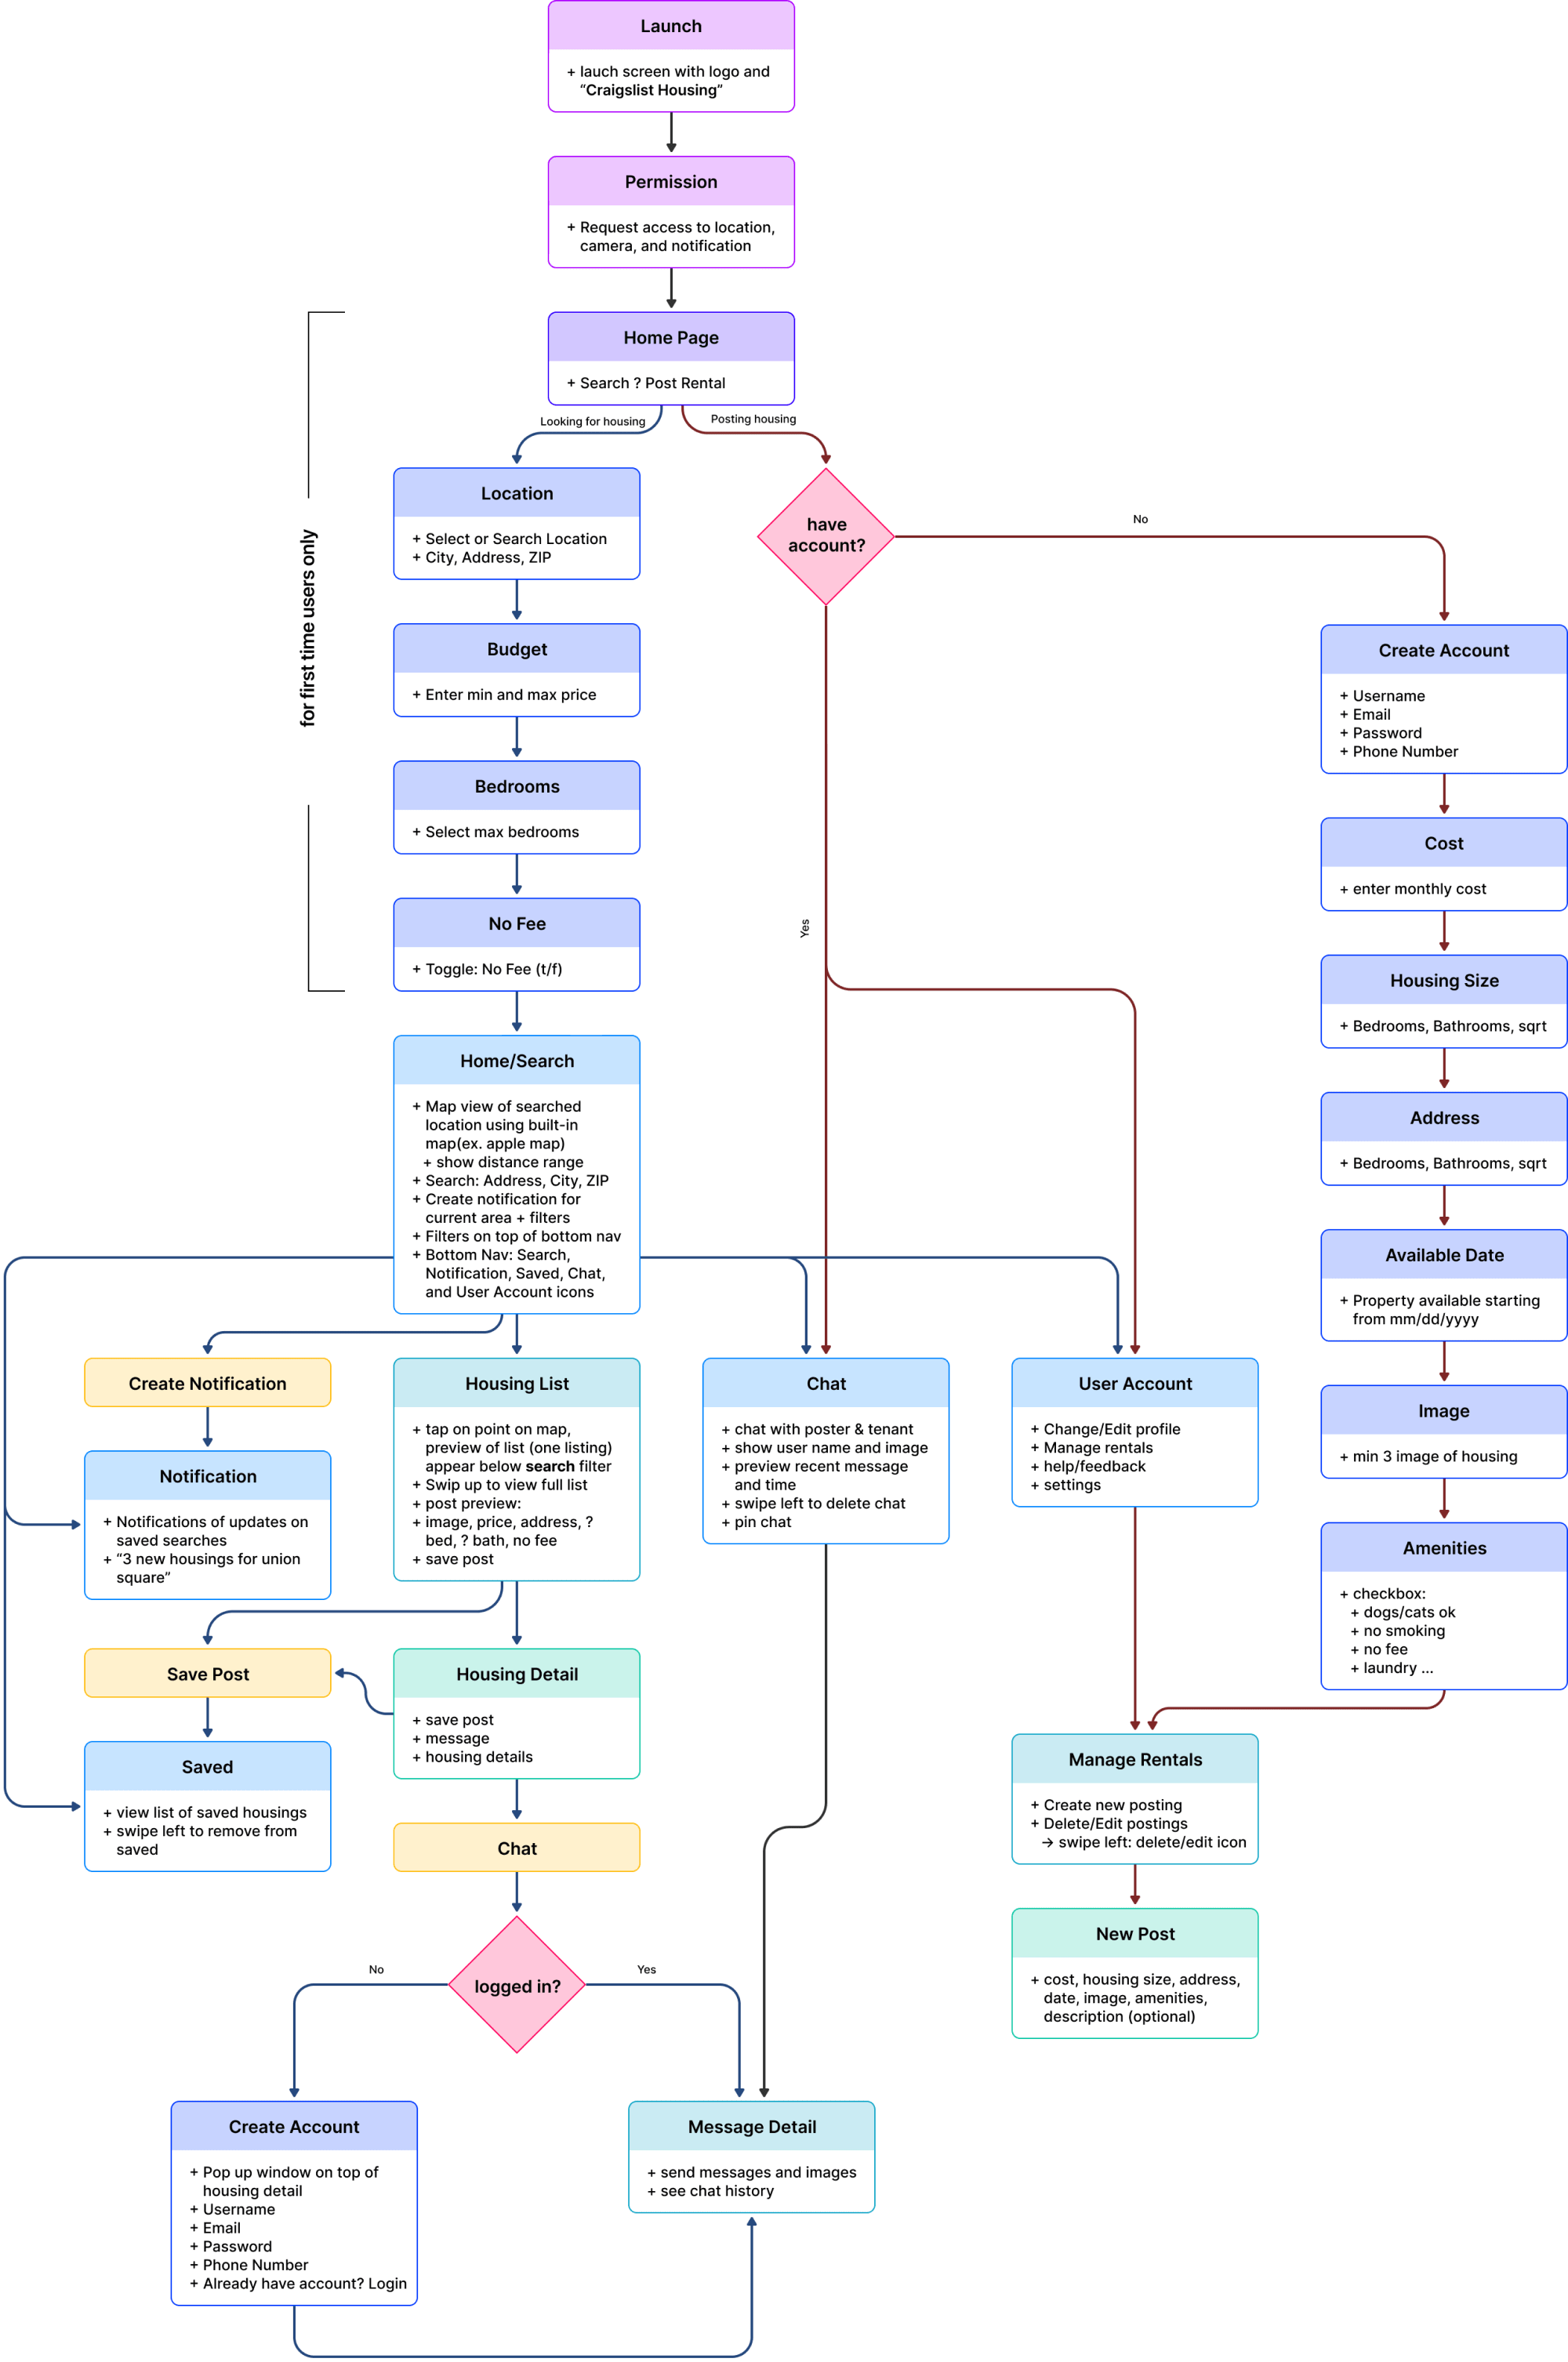 Launch
+ lauch screen with logo and
“Craigslist Housing”
Permission
+ Request access to location,
camera, and notification
Home Page
+ Search ? Post Rental
Looking for housing
Posting housing
for first time users only
Location
+ Select or Search Location
+ City, Address, ZIP
have
account?
No
Yes
Budget
+ Enter min and max price
Bedrooms
+ Select max bedrooms
No Fee
+ Toggle: No Fee (t/f)
Create Account
+ Username
+ Email
+ Password
+ Phone Number
Cost
+ enter monthly cost
Housing Size
+ Bedrooms, Bathrooms, sqrt
Address
+ Bedrooms, Bathrooms, sqrt
Available Date
+ Property available starting
from mm/dd/yyyy
Image
+ min 3 image of housing
Amenities
+ checkbox:
+ dogs/cats ok
+ no smoking
+ no fee
+ laundry ...
Home/Search
+ Map view of searched
location using built-in
map(ex. apple map)
+ show distance range
+ Search: Address, City, ZIP
+ Create notification for
current area + filters
+ Filters on top of bottom nav
+ Bottom Nav: Search,
Notification, Saved, Chat,
and User Account icons
Create Notification
Notification
+ Notifications of updates on
saved searches
+ “3 new housings for union
square”
Housing List
+ tap on point on map,
preview of list (one listing)
appear below search filter
+ Swip up to view full list
+ post preview:
+ image, price, address, ?
bed, ? bath, no fee
+ save post
Chat
+ chat with poster & tenant
+ show user name and image
+ preview recent message
and time
+ swipe left to delete chat
+ pin chat
User Account
+ Change/Edit profile
+ Manage rentals
+ help/feedback
+ settings
Save Post
Saved
+ view list of saved housings
+ swipe left to remove from
saved
Housing Detail
+ save post
+ message
+ housing details
Chat
Manage Rentals
+ Create new posting
+ Delete/Edit postings
→ swipe left: delete/edit icon
New Post
+ cost, housing size, address,
date, image, amenities,
description (optional)
logged in?
No
Yes
Create Account
+ Pop up window on top of
housing detail
+ Username
+ Email
+ Password
+ Phone Number
+ Already have account? Login
Message Detail
+ send messages and images
+ see chat history